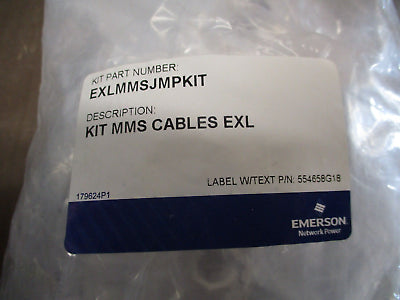 KIT PART NUMBER:
EXLMMSJMPKIT
DESCRIPTION:
KIT MMS CABLES EXL
LABEL W/TEXT P/N: 554658G18
179624P1
EMERSON
Network Power